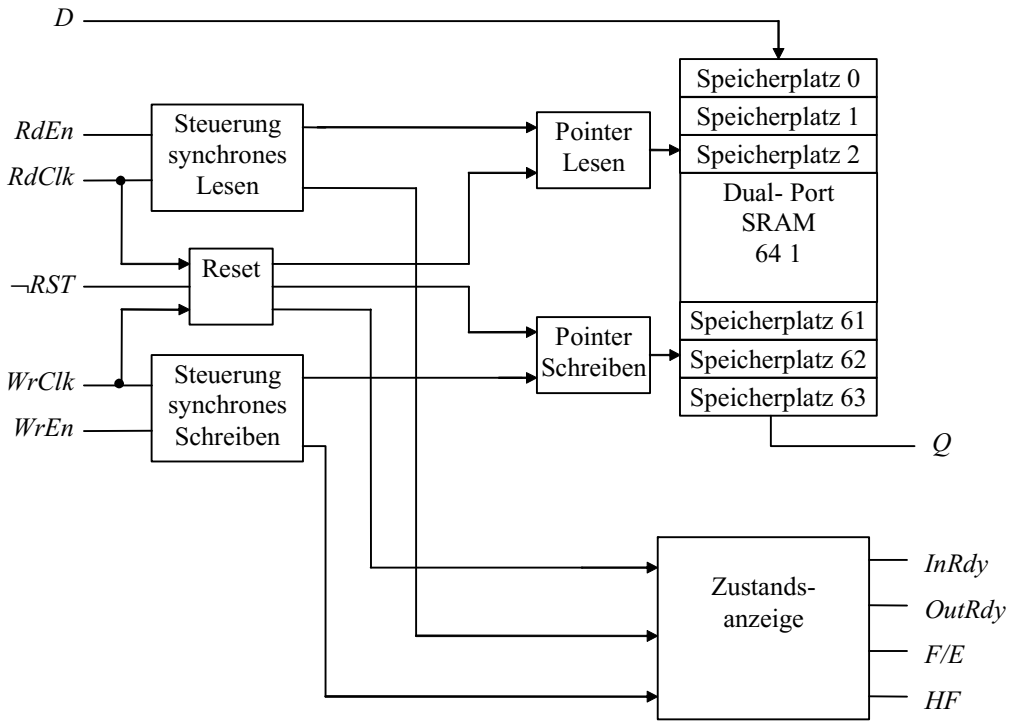 D
Speicherplatz 0
Speicherplatz 1
Speicherplatz 2
Dual- Port
SRAM
64 1
Speicherplatz 61
Speicherplatz 62
Speicherplatz 63
RdEn
RdClk
Steuerung
synchrones
Lesen
Pointer
Lesen
¬RST
Reset
Pointer
Schreiben
WrClk
WrEn
Steuerung
synchrones
Schreiben
Q
Zustands-
anzeige
InRdy
OutRdy
F/E
HF